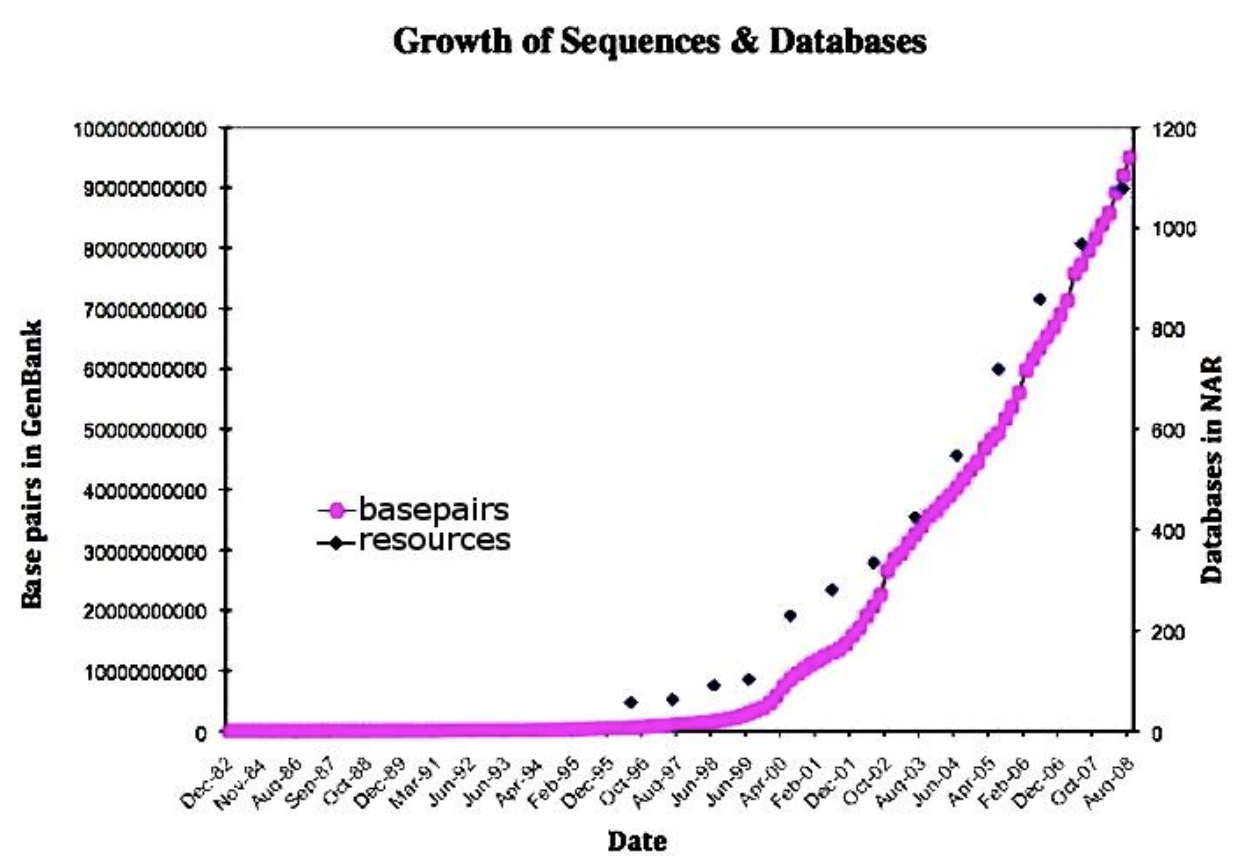 Growth of Sequences & Databases
100000000000
90000000000
80000000000
70000000000
60000000000
50000000000
40000000000
30000000000
20000000000
10000000000
0
Base pairs in GenBank
basepairs
resources
1200
1000
800
600
400
200
0
Databases in NAR
Dec-82
Nov-84
Aug-86
Sep-87
Oct-88
Dec-89
Mar-91
Jun-92
Jun-93
Apr-94
Feb-95
Dec-95
Oct-96
Aug-97
Jun-98
Jun-99
Apr-00
Feb-01
Dec-01
Oct-02
Aug-03
Jun-04
Apr-05
Feb-06
Dec-06
Oct-07
Aug-08
Date